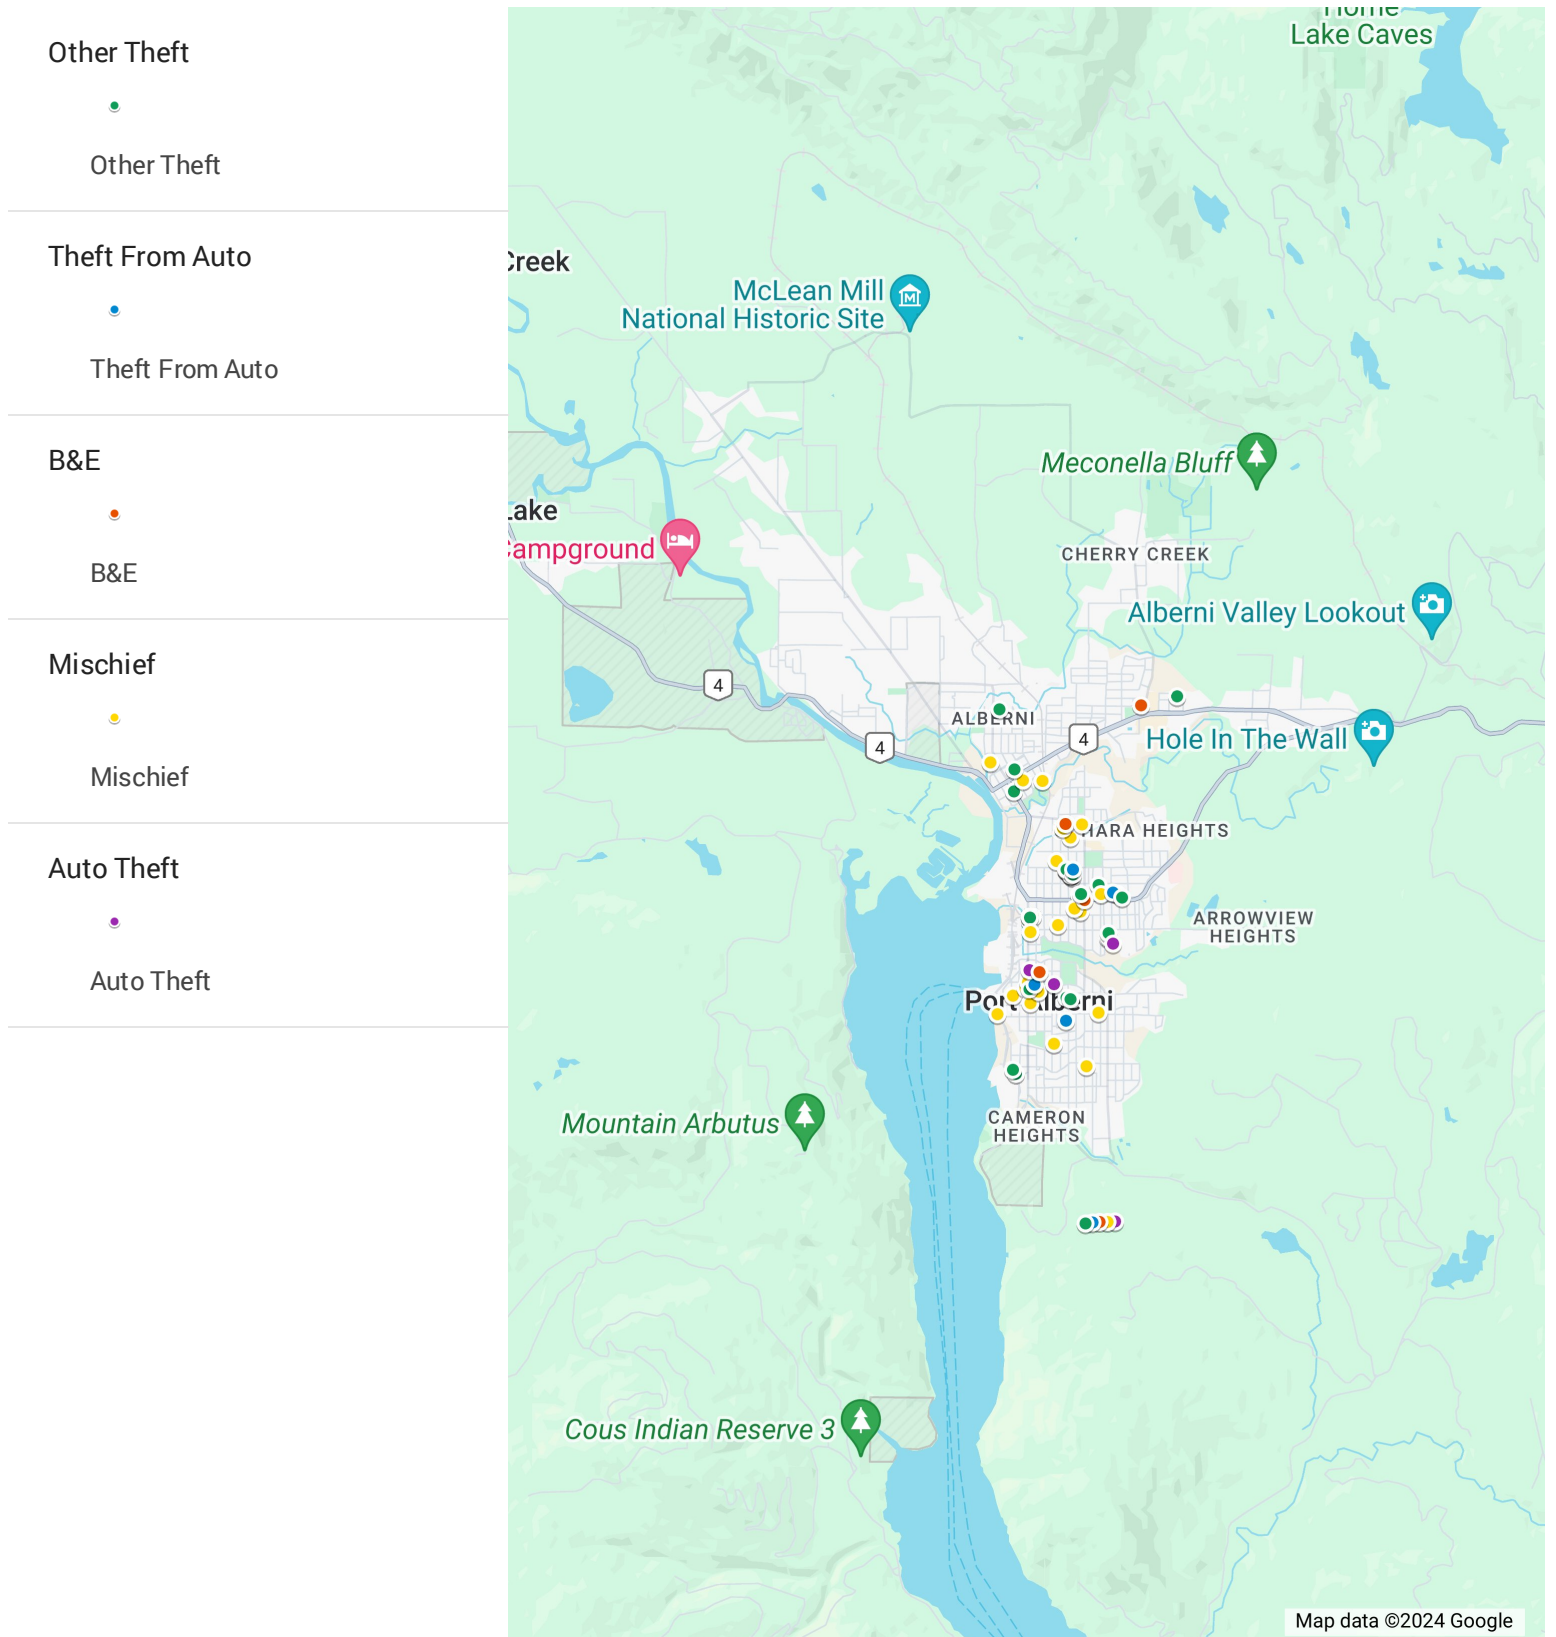 Other Theft
Other Theft
Theft From Auto
Theft From Auto
B&E
B&E
Mischief
Mischief
Auto Theft
Auto Theft
Home
Lake Caves
Creek
McLean Mill
National Historic Site
M
Meconella Bluff
Lake
Campground
CHERRY CREEK
Alberni Valley Lookout
4
ALBERNI
4
4
Hole In The Wall
HARA HEIGHTS
ARROWVIEW
HEIGHTS
Port Alberni
Mountain Arbutus
CAMERON
HEIGHTS
Cous Indian Reserve 3
Map data ©2024 Google